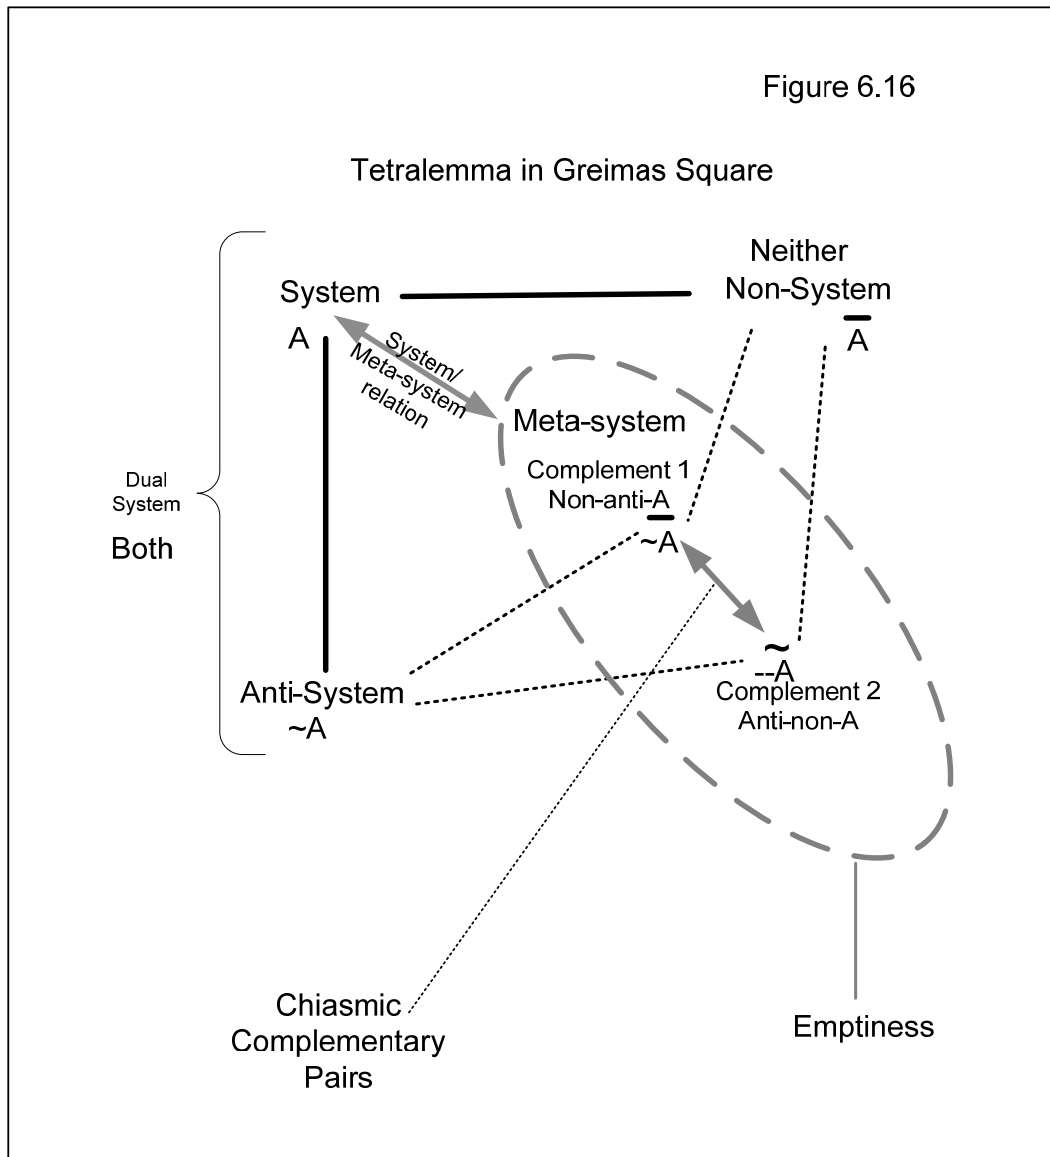 Figure 6.16
Tetralemma in Greimas Square
Neither
Non-System
A
System
A
System/
Meta-system
relation
Meta-system
Complement 1
Non-anti-A
~A
Dual
System
Both
~
--A
Complement 2
Anti-non-A
Anti-System
~A
Chiasmic
Complementary
Pairs
Emptiness